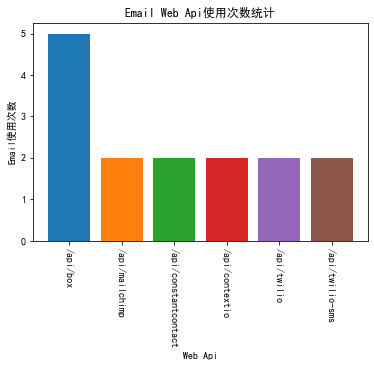 Email Web Api使用次数统计
Email使用次数
5
4
3
2
1
0
/api/box
/api/mailchimp
/api/constantcontact
/api/contextio
/api/twilio
/api/twilio-sms
Web Api